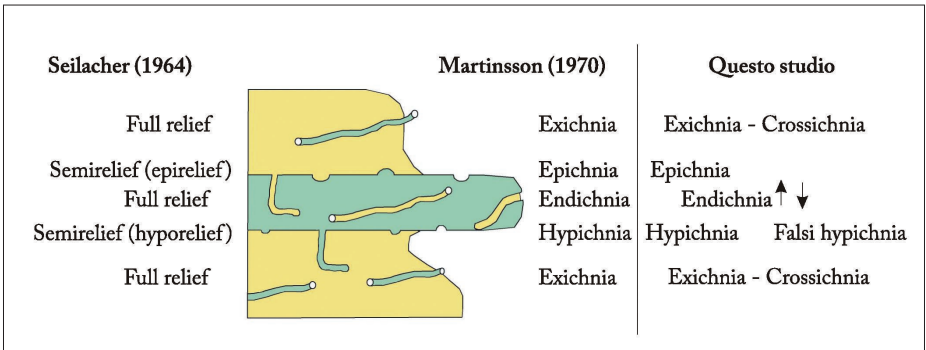 Seilacher (1964) Martinsson (1970) Questo studio
Full relief Exichnia Exichnia - Crossichnia
Semirelief (epirelief) Epichnia Epichnia
Full relief Endichnia Endichnia
Semirelief (hyporelief) Hypichnia Hypichnia Falsi hypichnia
Full relief Exichnia Exichnia - Crossichnia